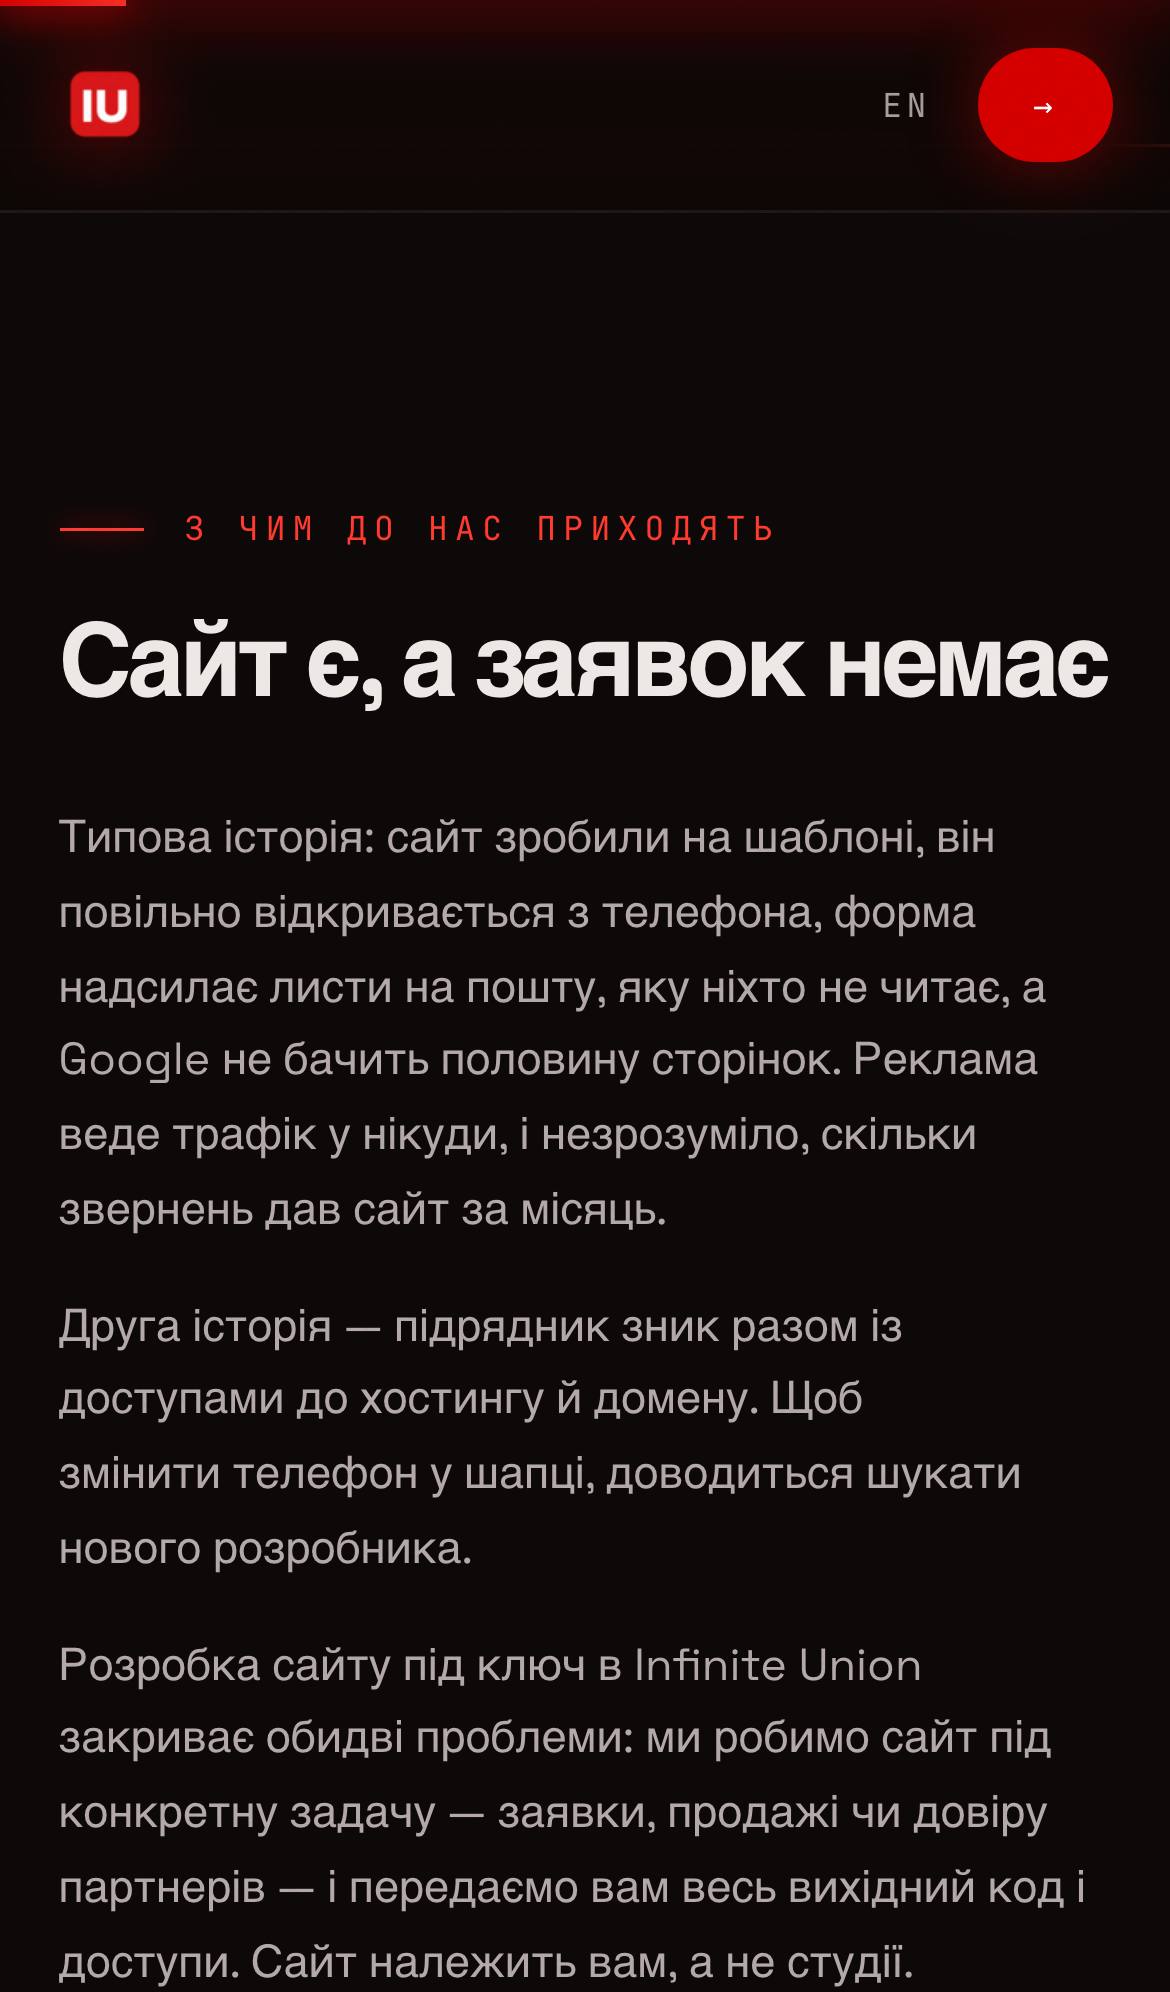 IU
EN →
З ЧИМ ДО НАС ПРИХОДЯТЬ
Сайт є, а заявок немає
Типова історія: сайт зробили на шаблоні, він
повільно відкривається з телефона, форма
надсилає листи на пошту, яку ніхто не читає, а
Google не бачить половину сторінок. Реклама
веде трафік у нікуди, і незрозуміло, скільки
звернень дав сайт за місяць.
Друга історія — підрядник зник разом із
доступами до хостингу й домену. Щоб
змінити телефон у шапці, доводиться шукати
нового розробника.
Розробка сайту під ключ в Infinite Union
закриває обидві проблеми: ми робимо сайт під
конкретну задачу — заявки, продажі чи довіру
партнерів — і передаємо вам весь вихідний код і
доступи. Сайт належить вам, а не студії.